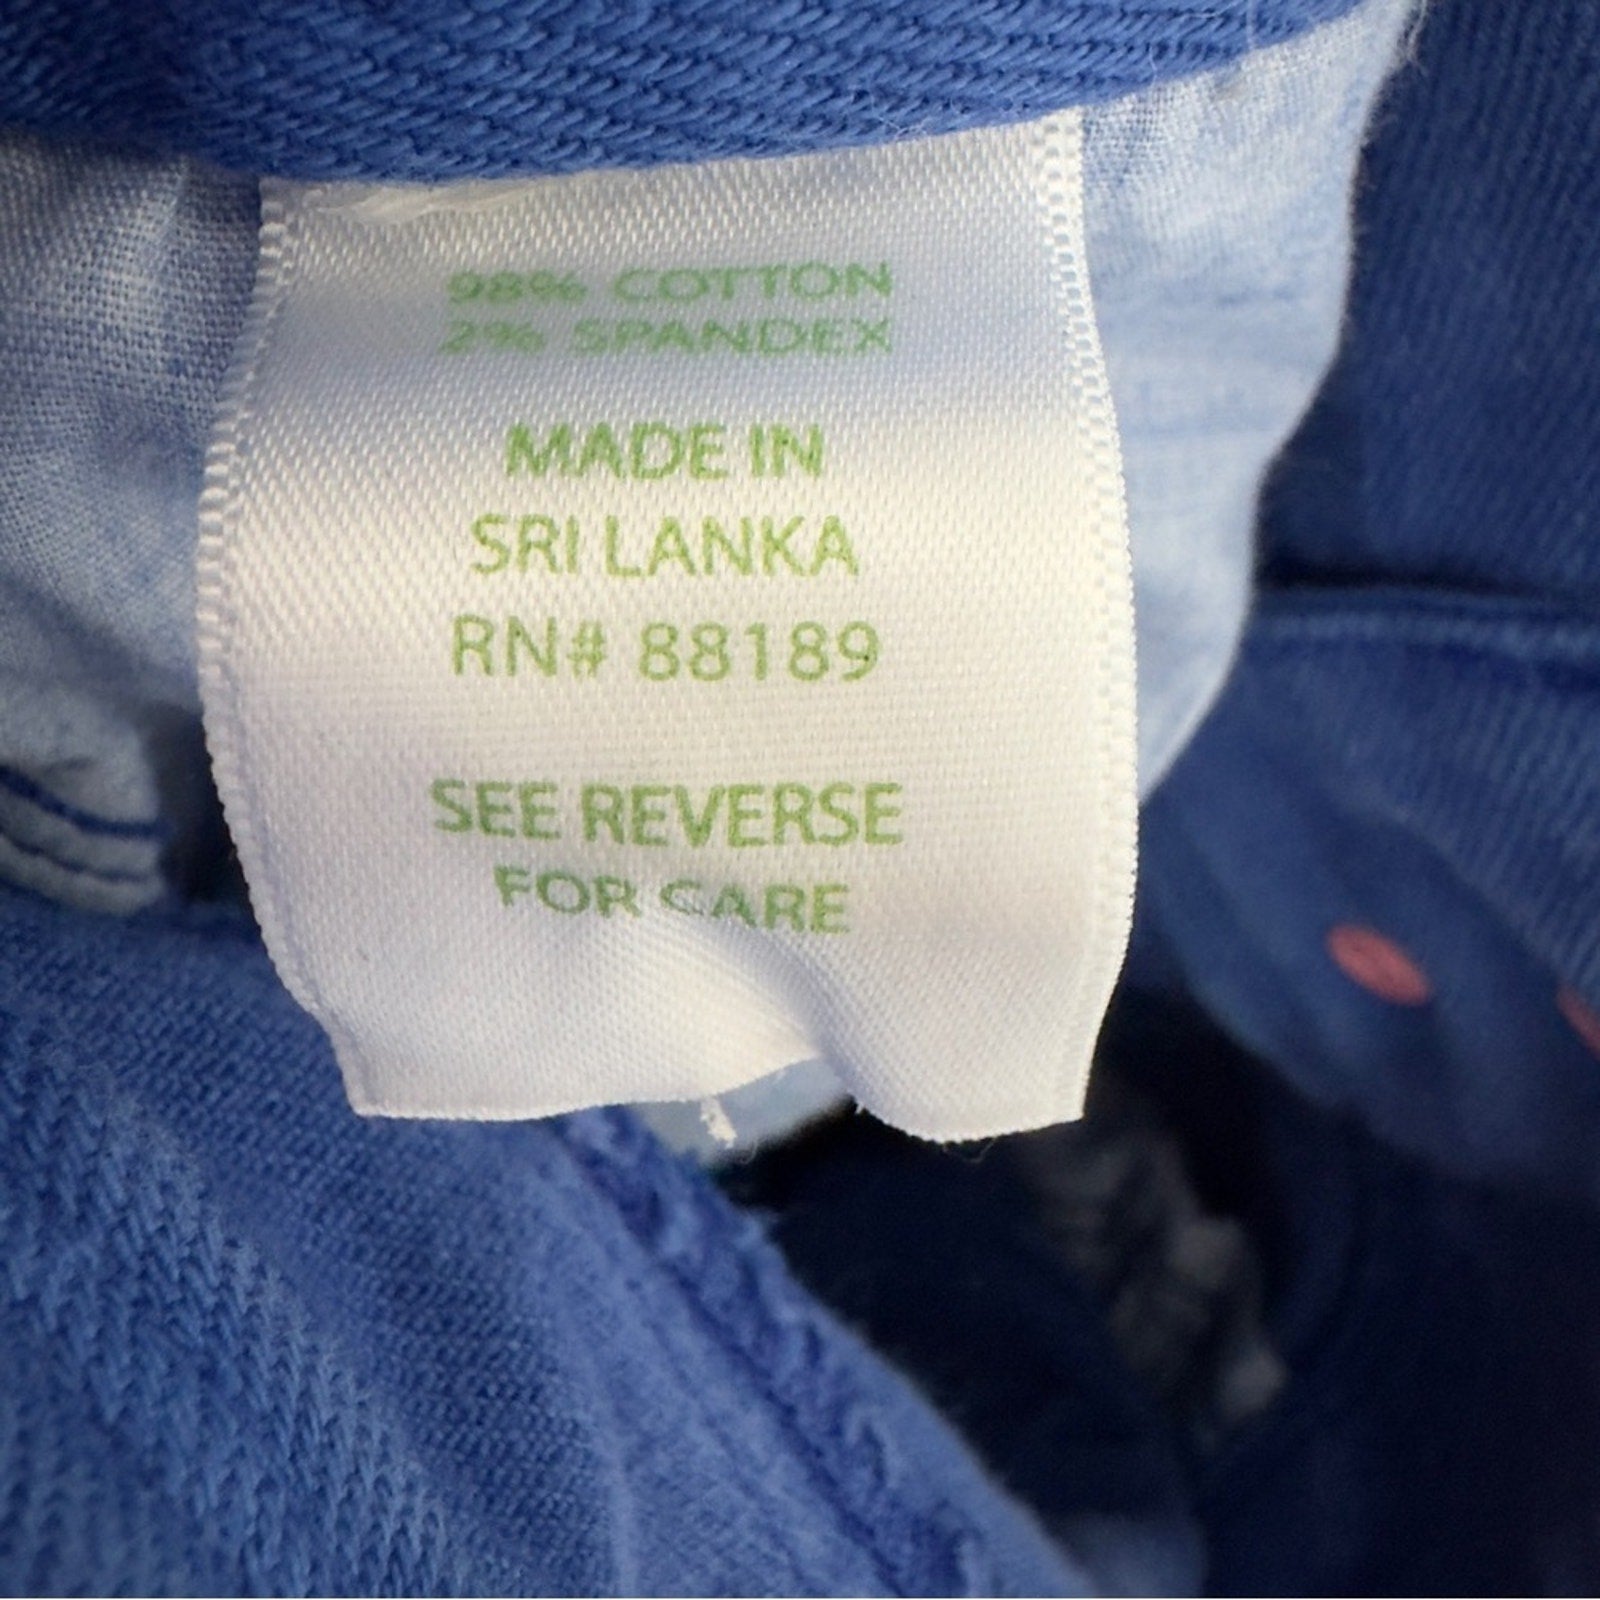 98% COTTON
2% SPANDEX
MADE IN
SRI LANKA
RN# 88189
SEE REVERSE
FOR CARE